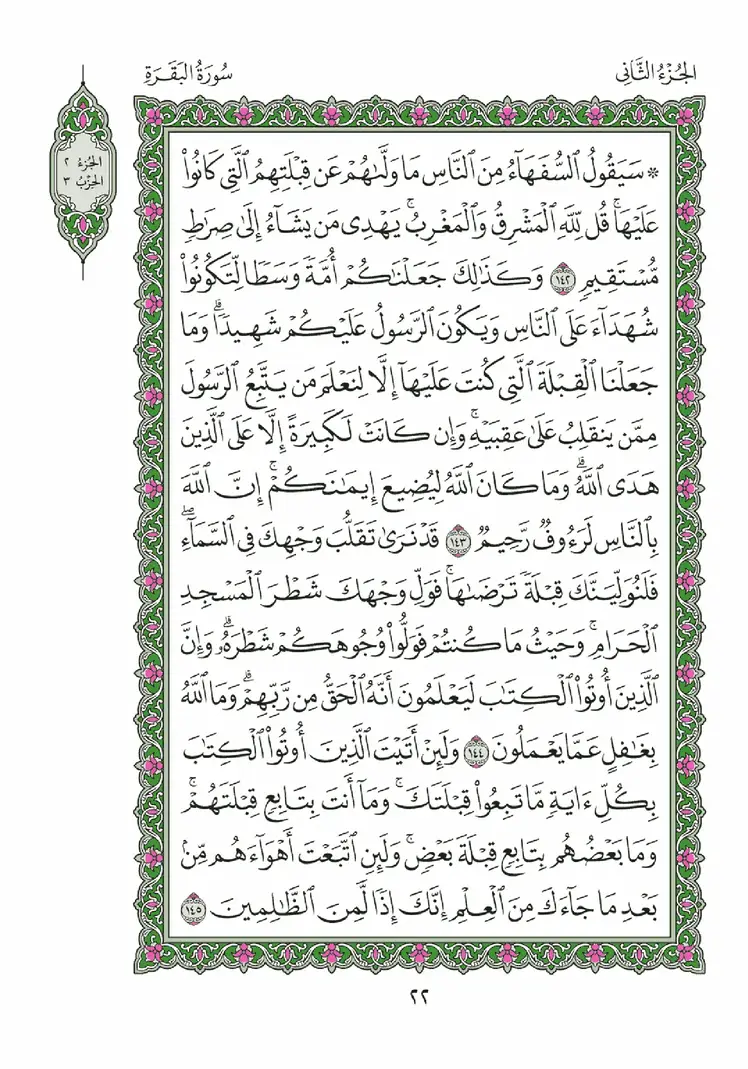 الجُزْءُ الثَّانِي
سُورَةُ البَقَرَةِ
الجُزْءُ ٢
الحِزْبُ ٣
۞ سَيَقُولُ ٱلسُّفَهَآءُ مِنَ ٱلنَّاسِ مَا وَلَّىٰهُمْ عَن قِبْلَتِهِمُ ٱلَّتِى كَانُوا۟
عَلَيْهَاۚ قُل لِّلَّهِ ٱلْمَشْرِقُ وَٱلْمَغْرِبُۚ يَهْدِى مَن يَشَآءُ إِلَىٰ صِرَٰطٍۢ
مُّسْتَقِيمٍۢ ١٤٢ وَكَذَٰلِكَ جَعَلْنَٰكُمْ أُمَّةًۭ وَسَطًۭا لِّتَكُونُوا۟
شُهَدَآءَ عَلَى ٱلنَّاسِ وَيَكُونَ ٱلرَّسُولُ عَلَيْكُمْ شَهِيدًۭاۗ وَمَا
جَعَلْنَا ٱلْقِبْلَةَ ٱلَّتِى كُنتَ عَلَيْهَآ إِلَّا لِنَعْلَمَ مَن يَتَّبِعُ ٱلرَّسُولَ
مِمَّن يَنقَلِبُ عَلَىٰ عَقِبَيْهِۚ وَإِن كَانَتْ لَكَبِيرَةً إِلَّا عَلَى ٱلَّذِينَ
هَدَى ٱللَّهُۗ وَمَا كَانَ ٱللَّهُ لِيُضِيعَ إِيمَٰنَكُمْۚ إِنَّ ٱللَّهَ
بِٱلنَّاسِ لَرَءُوفٌۭ رَّحِيمٌۭ ١٤٣ قَدْ نَرَىٰ تَقَلُّبَ وَجْهِكَ فِى ٱلسَّمَآءِۖ
فَلَنُوَلِّيَنَّكَ قِبْلَةًۭ تَرْضَىٰهَاۚ فَوَلِّ وَجْهَكَ شَطْرَ ٱلْمَسْجِدِ
ٱلْحَرَامِۚ وَحَيْثُ مَا كُنتُمْ فَوَلُّوا۟ وُجُوهَكُمْ شَطْرَهُۥۗ وَإِنَّ
ٱلَّذِينَ أُوتُوا۟ ٱلْكِتَٰبَ لَيَعْلَمُونَ أَنَّهُ ٱلْحَقُّ مِن رَّبِّهِمْۗ وَمَا ٱللَّهُ
بِغَٰفِلٍ عَمَّا يَعْمَلُونَ ١٤٤ وَلَئِنْ أَتَيْتَ ٱلَّذِينَ أُوتُوا۟ ٱلْكِتَٰبَ
بِكُلِّ ءَايَةٍۢ مَّا تَبِعُوا۟ قِبْلَتَكَۚ وَمَآ أَنتَ بِتَابِعٍۢ قِبْلَتَهُمْۚ
وَمَا بَعْضُهُم بِتَابِعٍۢ قِبْلَةَ بَعْضٍۢۚ وَلَئِنِ ٱتَّبَعْتَ أَهْوَآءَهُم مِّنۢ
بَعْدِ مَا جَآءَكَ مِنَ ٱلْعِلْمِ إِنَّكَ إِذًۭا لَّمِنَ ٱلظَّٰلِمِينَ ١٤٥
٢٢